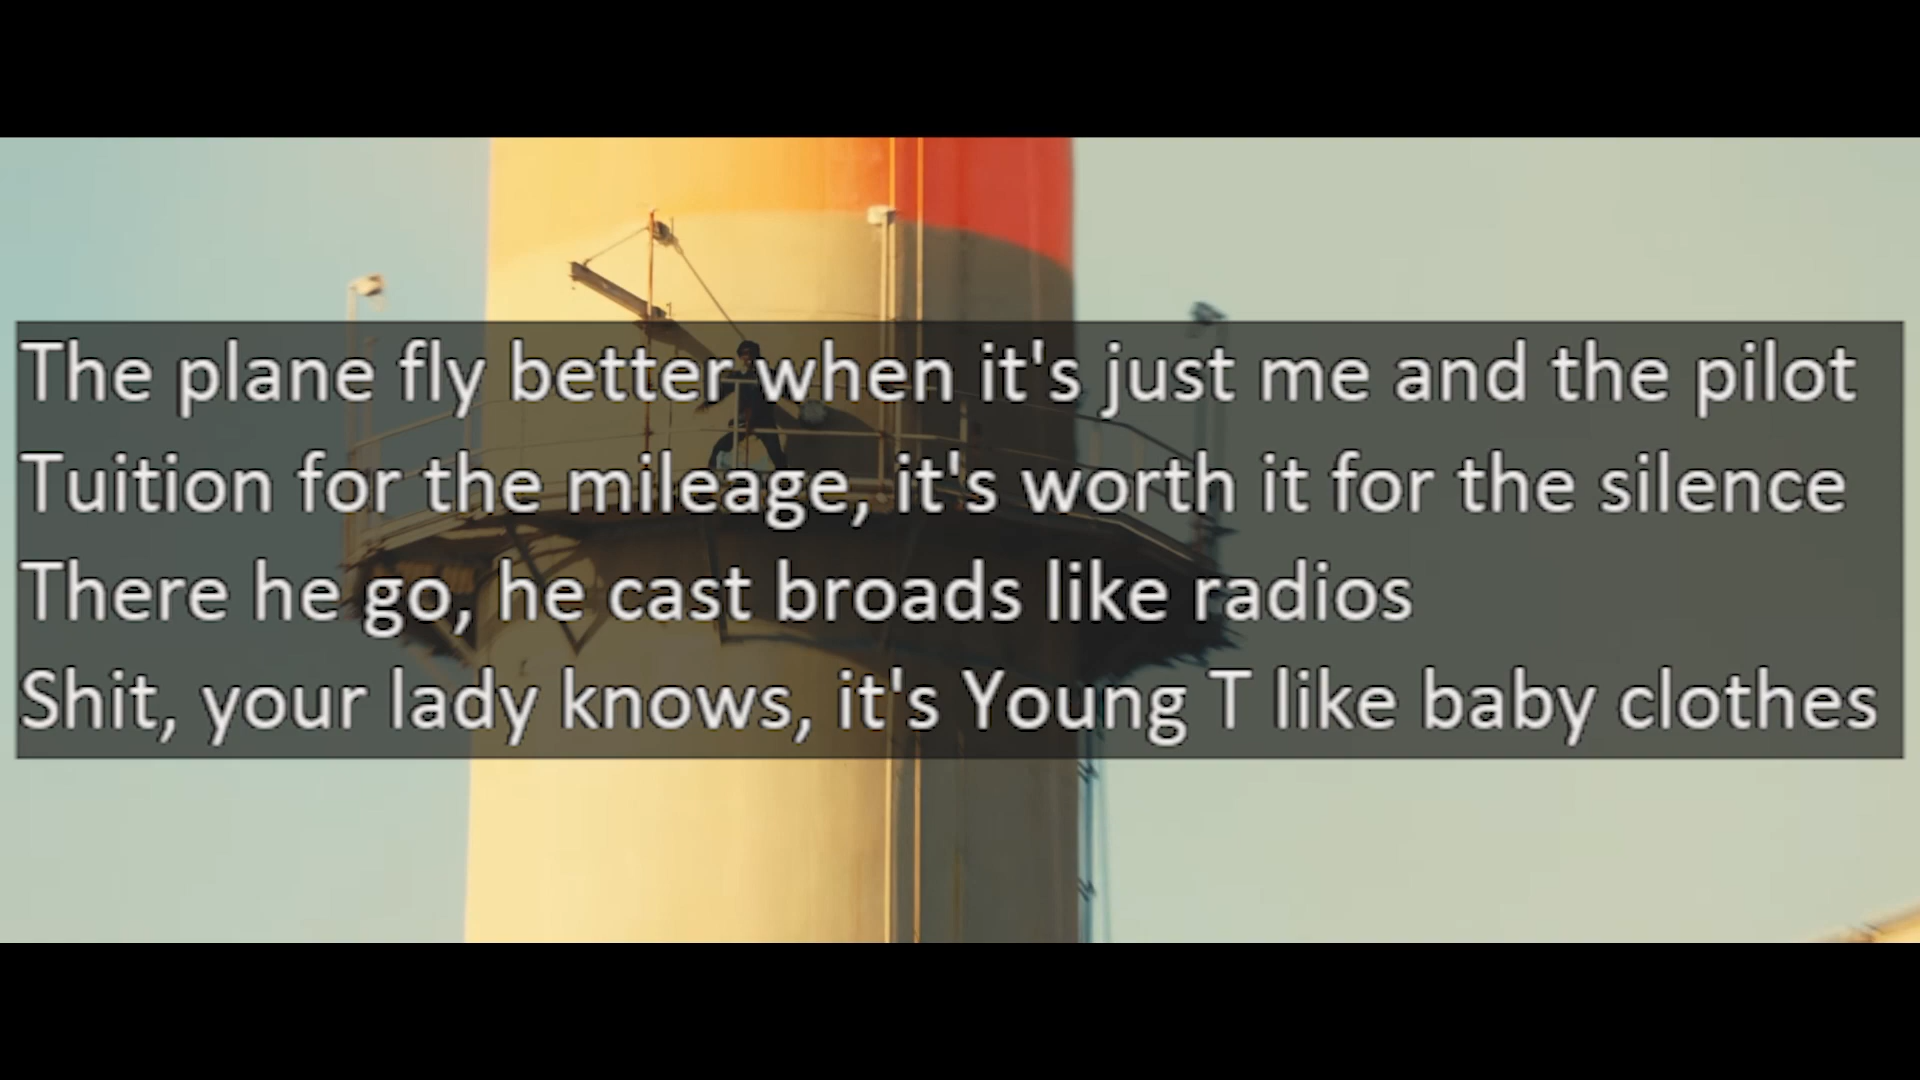 The plane fly better when it's just me and the pilot
Tuition for the mileage, it's worth it for the silence
There he go, he cast broads like radios
Shit, your lady knows, it's Young T like baby clothes